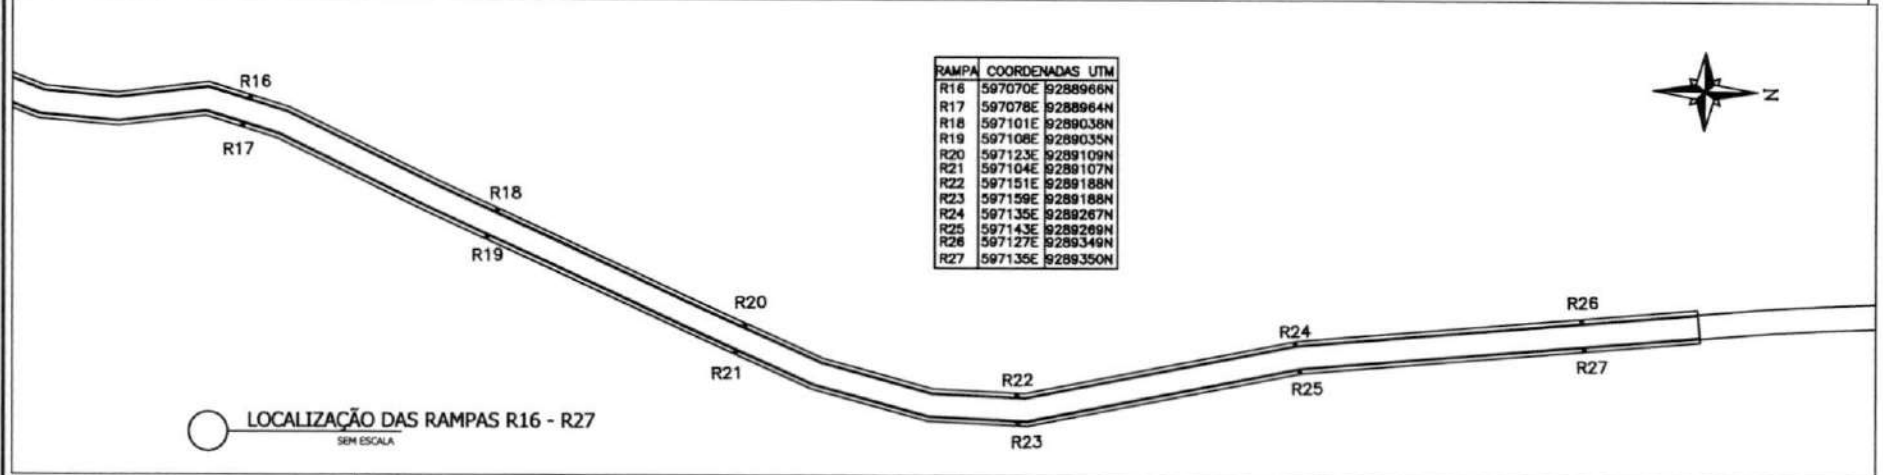 RAMPA COORDENADAS UTM
R16 597070E 9288966N
R17 597078E 9288964N
R18 597101E 9289038N
R19 597108E 9289035N
R20 597123E 9289109N
R21 597104E 9289107N
R22 597151E 9289188N
R23 597159E 9289188N
R24 597135E 9289267N
R25 597143E 9289269N
R26 597127E 9289349N
R27 597135E 9289350N
N
R16
R17
R18
R19
R20
R21
R22
R23
R24
R25
R26
R27
LOCALIZAÇÃO DAS RAMPAS R16 - R27
SEM ESCALA